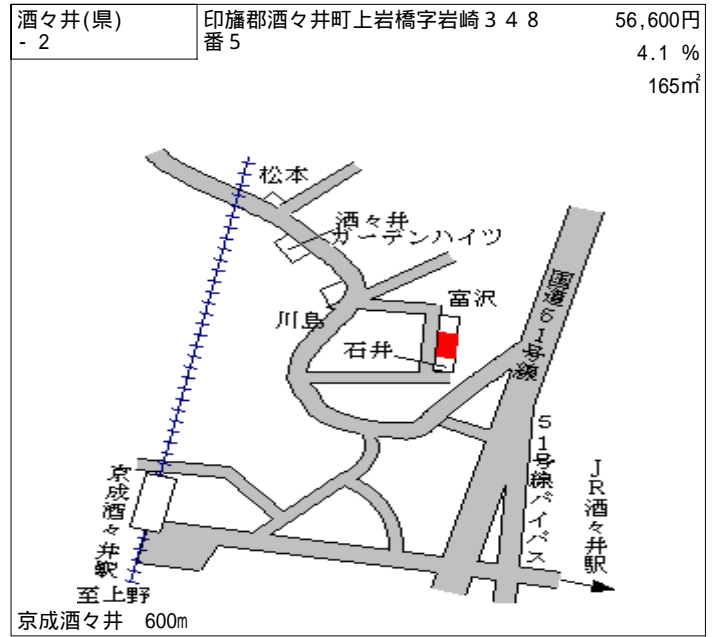 酒々井(県)
- 2
印旛郡酒々井町上岩橋字岩崎３４８
番５
56,600円
4.1 %
165㎡
松本
酒々井
ガーデンハイツ
富沢
川島
石井
国道５１号線
５１号線バイパス
ＪＲ酒々井駅
京成酒々井駅
至上野
京成酒々井　600m